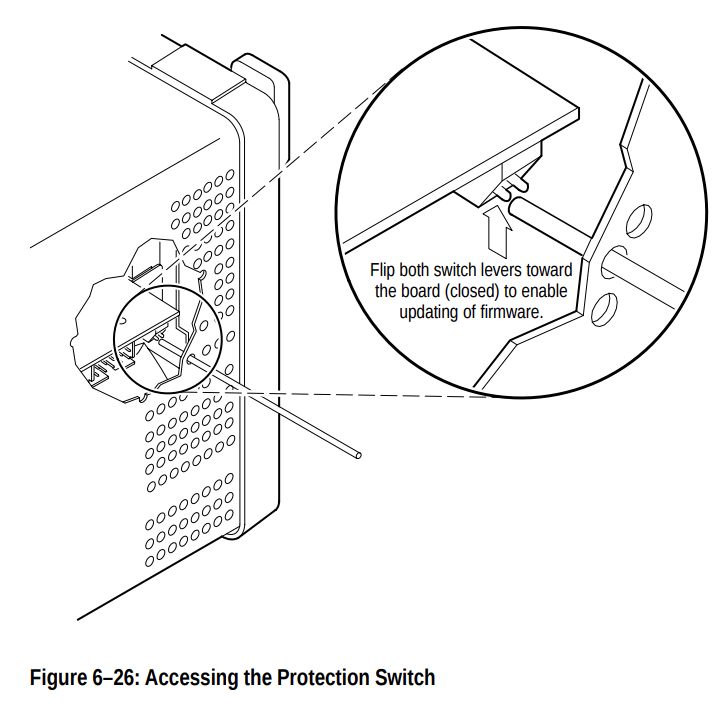 Flip both switch levers toward
the board (closed) to enable
updating of firmware.
Figure 6–26: Accessing the Protection Switch